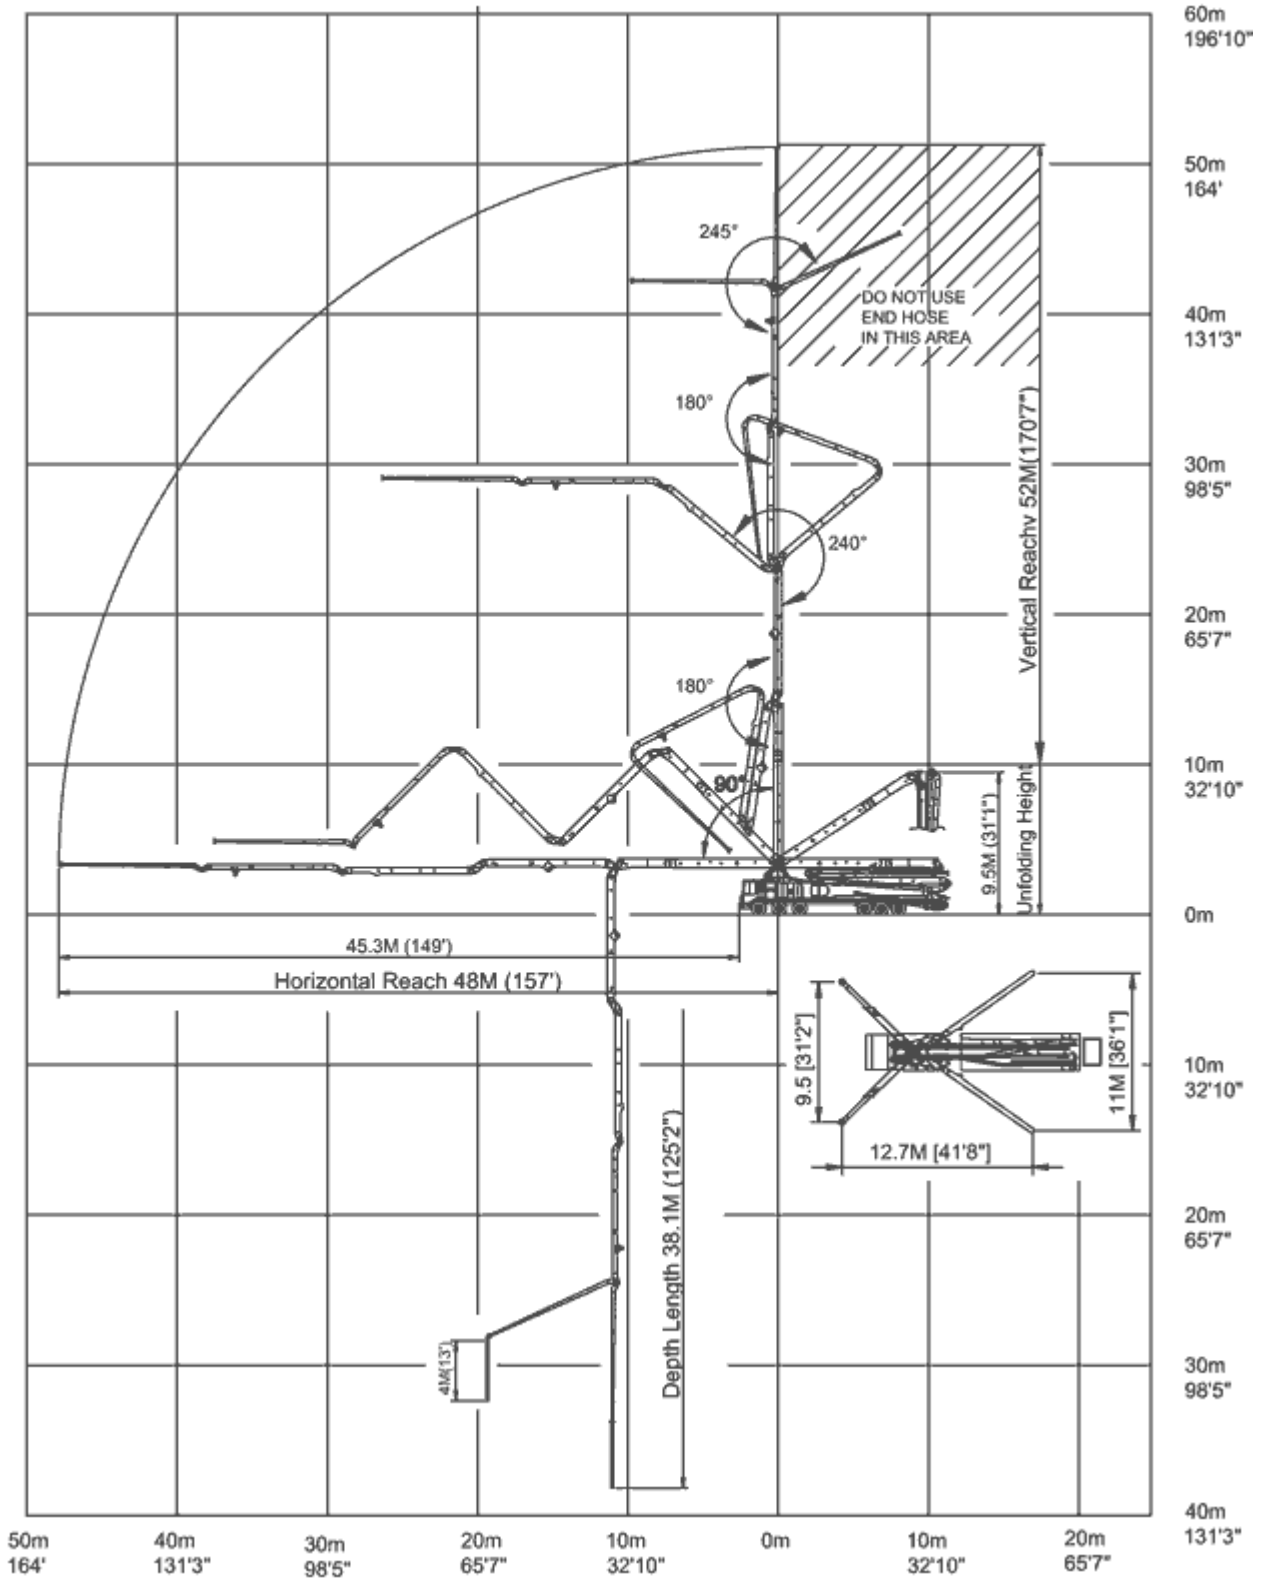 60m
196'10"
50m
164'
245°
DO NOT USE
END HOSE
IN THIS AREA
40m
131'3"
180°
Vertical Reachv 52M(170'7")
30m
98'5"
240°
20m
65'7"
180°
10m
32'10"
90°
9.5M (31'1")
Unfolding Height
0m
45.3M (149')
Horizontal Reach 48M (157')
9.5 [31'2"]
11M [36'1"]
10m
32'10"
12.7M [41'8"]
Depth Length 38.1M (125'2")
20m
65'7"
4M(13')
30m
98'5"
40m
131'3"
50m
164'
40m
131'3"
30m
98'5"
20m
65'7"
10m
32'10"
0m
10m
32'10"
20m
65'7"